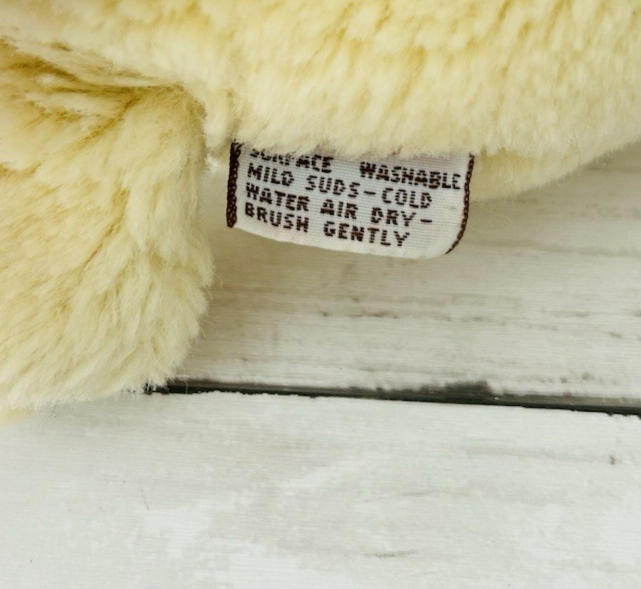 SURFACE WASHABLE
MILD SUDS-COLD
WATER AIR DRY-
BRUSH GENTLY